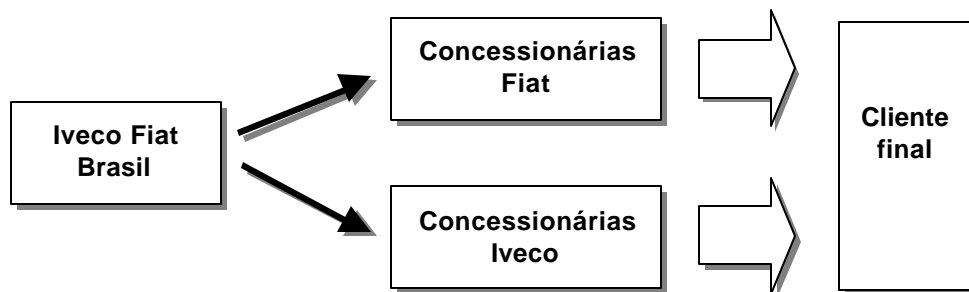 Concessionárias
Fiat
Iveco Fiat
Brasil
Cliente
final
Concessionárias
Iveco